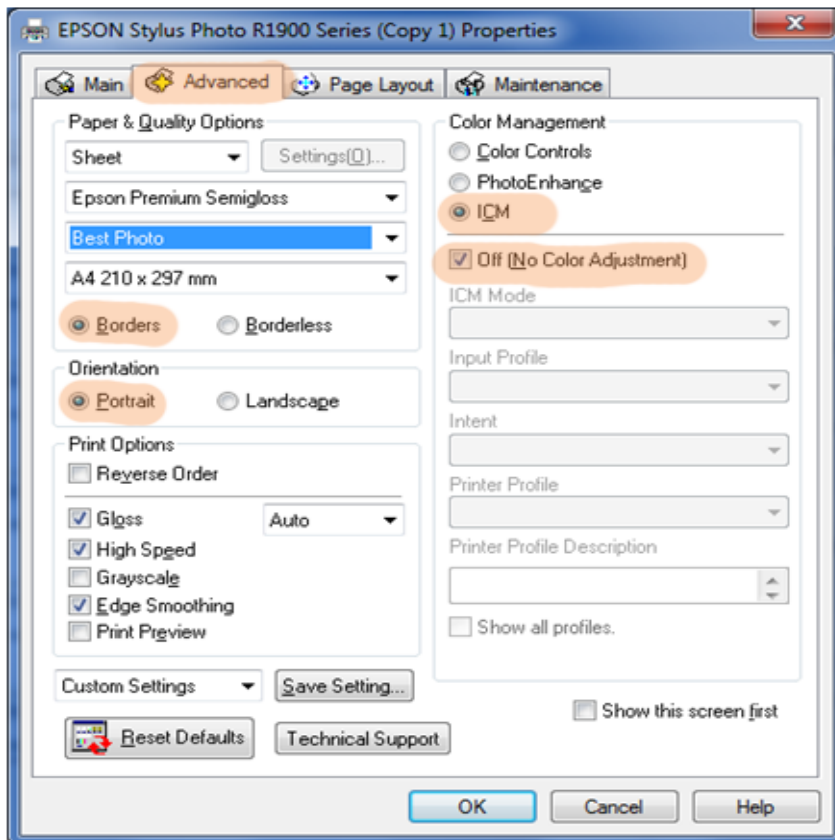 EPSON Stylus Photo R1900 Series (Copy 1) Properties
Main Advanced Page Layout Maintenance
Paper & Quality Options
Sheet Settings(O)...
Epson Premium Semigloss
Best Photo
A4 210 x 297 mm
Borders Borderless
Orientation
Portrait Landscape
Print Options
Reverse Order
Gloss Auto
High Speed
Grayscale
Edge Smoothing
Print Preview
Custom Settings Save Setting...
Reset Defaults Technical Support
Color Management
Color Controls
PhotoEnhance
ICM
Off (No Color Adjustment)
ICM Mode
Input Profile
Intent
Printer Profile
Printer Profile Description
Show all profiles.
Show this screen first
OK Cancel Help